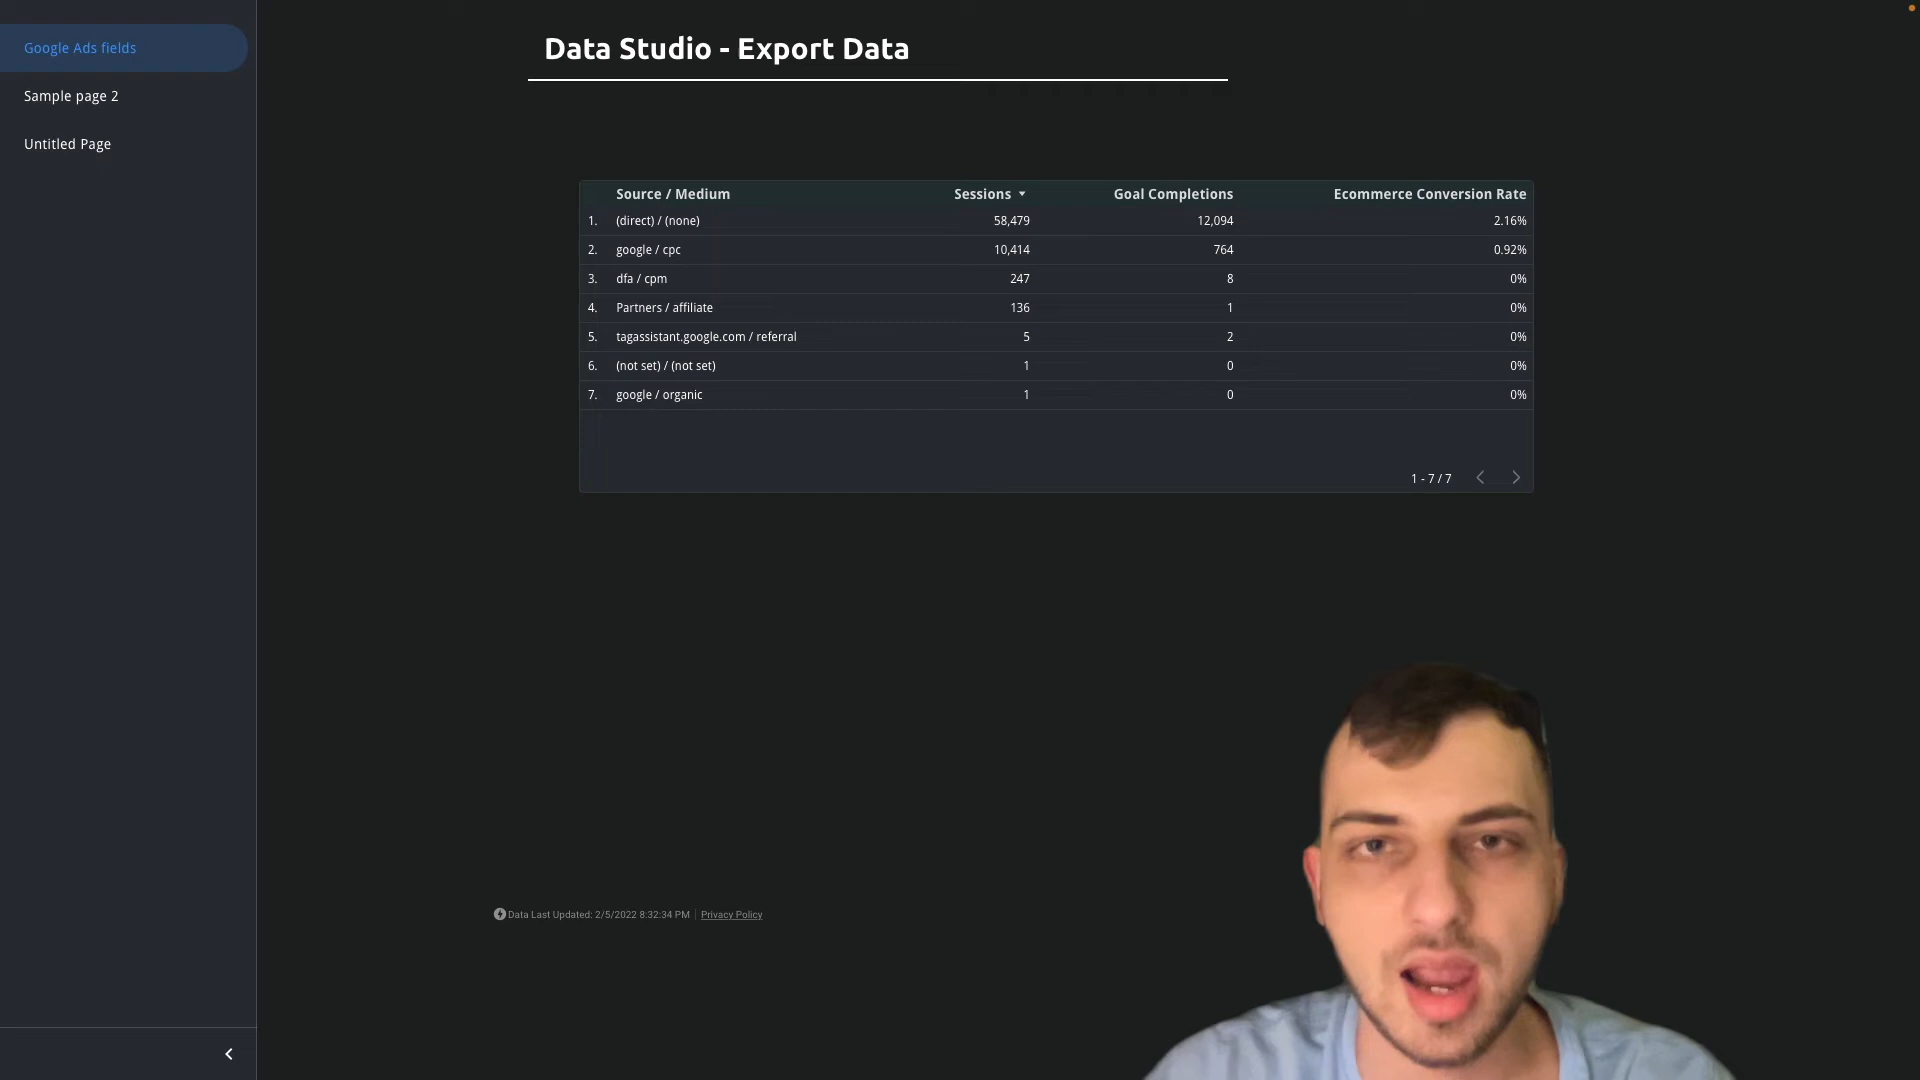 Google Ads fields
Sample page 2
Untitled Page
Data Studio - Export Data
Source / Medium Sessions Goal Completions Ecommerce Conversion Rate
1. (direct) / (none) 58,479 12,094 2.16%
2. google / cpc 10,414 764 0.92%
3. dfa / cpm 247 8 0%
4. Partners / affiliate 136 1 0%
5. tagassistant.google.com / referral 5 2 0%
6. (not set) / (not set) 1 0 0%
7. google / organic 1 0 0%
1 - 7 / 7
Data Last Updated: 2/5/2022 8:32:34 PM Privacy Policy